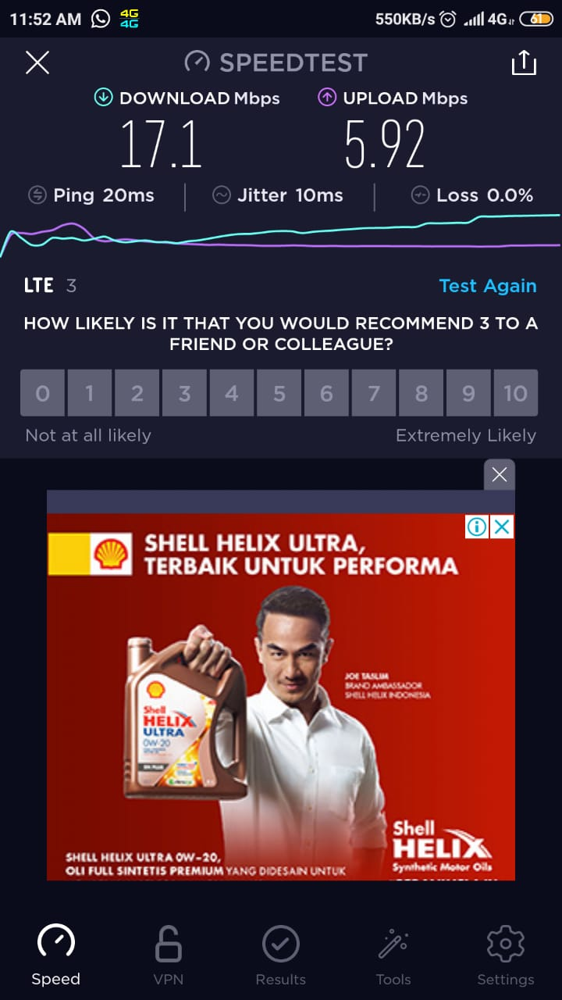 11:52 AM 4G 4G 550KB/s 4G 61
SPEEDTEST
DOWNLOAD Mbps UPLOAD Mbps
17.1 5.92
Ping 20ms Jitter 10ms Loss 0.0%
LTE 3 Test Again
HOW LIKELY IS IT THAT YOU WOULD RECOMMEND 3 TO A
FRIEND OR COLLEAGUE?
0 1 2 3 4 5 6 7 8 9 10
Not at all likely Extremely Likely
SHELL HELIX ULTRA,
TERBAIK UNTUK PERFORMA
JOE TASLIM
BRAND AMBASSADOR
SHELL HELIX INDONESIA
Shell
HELIX
ULTRA
0W-20
Shell
HELIX
Synthetic Motor Oils
SHELL HELIX ULTRA 0W-20,
OLI FULL SINTETIS PREMIUM YANG DIDESAIN UNTUK
Speed VPN Results Tools Settings